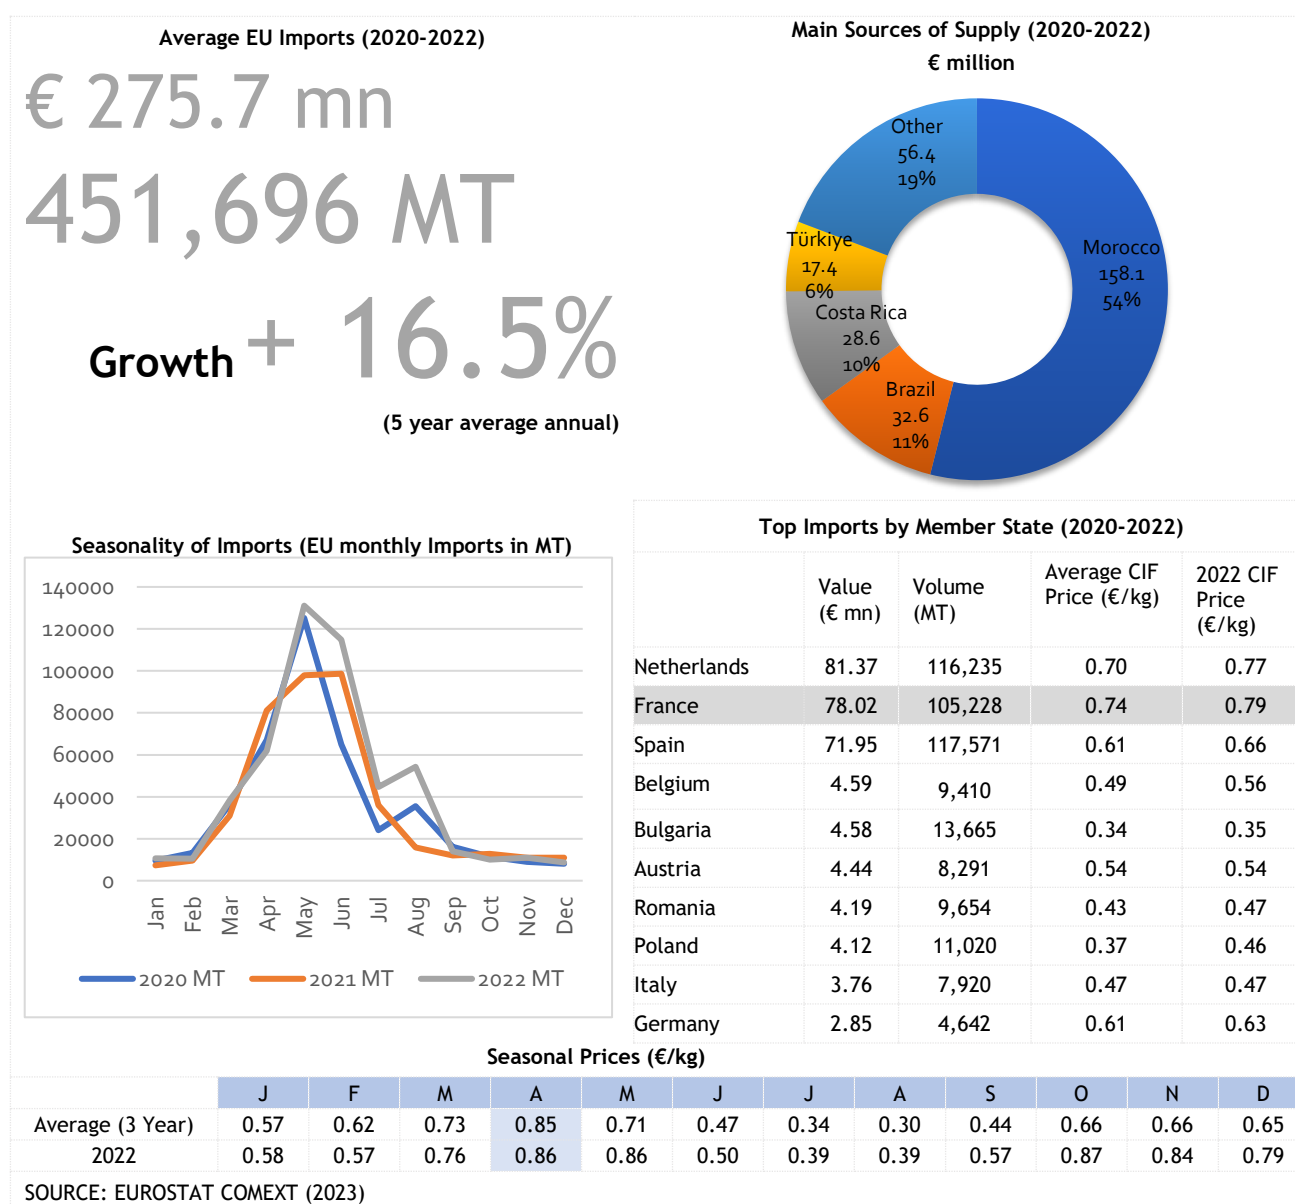 Average EU Imports (2020-2022)
€ 275.7 mn
451,696 MT
Growth + 16.5%
(5 year average annual)
Main Sources of Supply (2020-2022)
€ million
Other
56.4
19%
Türkiye
17.4
6%
Costa Rica
28.6
10%
Brazil
32.6
11%
Morocco
158.1
54%
Seasonality of Imports (EU monthly Imports in MT)
140000
120000
100000
80000
60000
40000
20000
0
Jan Feb Mar Apr May Jun Jul Aug Sep Oct Nov Dec
2020 MT 2021 MT 2022 MT
Top Imports by Member State (2020-2022)
Value (€ mn) Volume (MT) Average CIF Price (€/kg) 2022 CIF Price (€/kg)
Netherlands 81.37 116,235 0.70 0.77
France 78.02 105,228 0.74 0.79
Spain 71.95 117,571 0.61 0.66
Belgium 4.59 9,410 0.49 0.56
Bulgaria 4.58 13,665 0.34 0.35
Austria 4.44 8,291 0.54 0.54
Romania 4.19 9,654 0.43 0.47
Poland 4.12 11,020 0.37 0.46
Italy 3.76 7,920 0.47 0.47
Germany 2.85 4,642 0.61 0.63
Seasonal Prices (€/kg)
J F M A M J J A S O N D
Average (3 Year) 0.57 0.62 0.73 0.85 0.71 0.47 0.34 0.30 0.44 0.66 0.66 0.65
2022 0.58 0.57 0.76 0.86 0.86 0.50 0.39 0.39 0.57 0.87 0.84 0.79
SOURCE: EUROSTAT COMEXT (2023)